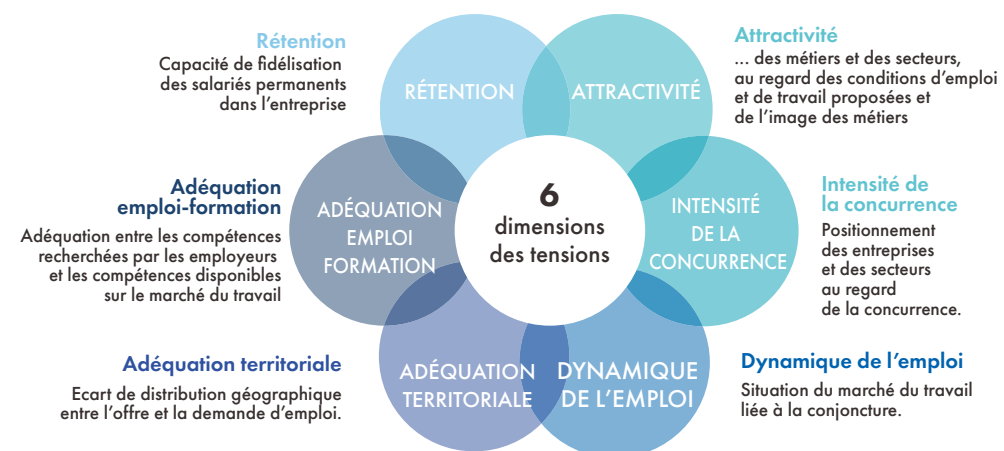 Rétention
Capacité de fidélisation
des salariés permanents
dans l'entreprise
RÉTENTION
ATTRACTIVITÉ
Attractivité
... des métiers et des secteurs,
au regard des conditions d'emploi
et de travail proposées et
de l'image des métiers
Adéquation
emploi-formation
Adéquation entre les compétences
recherchées par les employeurs
et les compétences disponibles
sur le marché du travail
ADÉQUATION
EMPLOI
FORMATION
6
dimensions
des tensions
INTENSITÉ
DE LA
CONCURRENCE
Intensité de
la concurrence
Positionnement
des entreprises
et des secteurs
au regard
de la concurrence.
Adéquation territoriale
Ecart de distribution géographique
entre l'offre et la demande d'emploi.
ADÉQUATION
TERRITORIALE
DYNAMIQUE
DE L'EMPLOI
Dynamique de l'emploi
Situation du marché du travail
liée à la conjoncture.